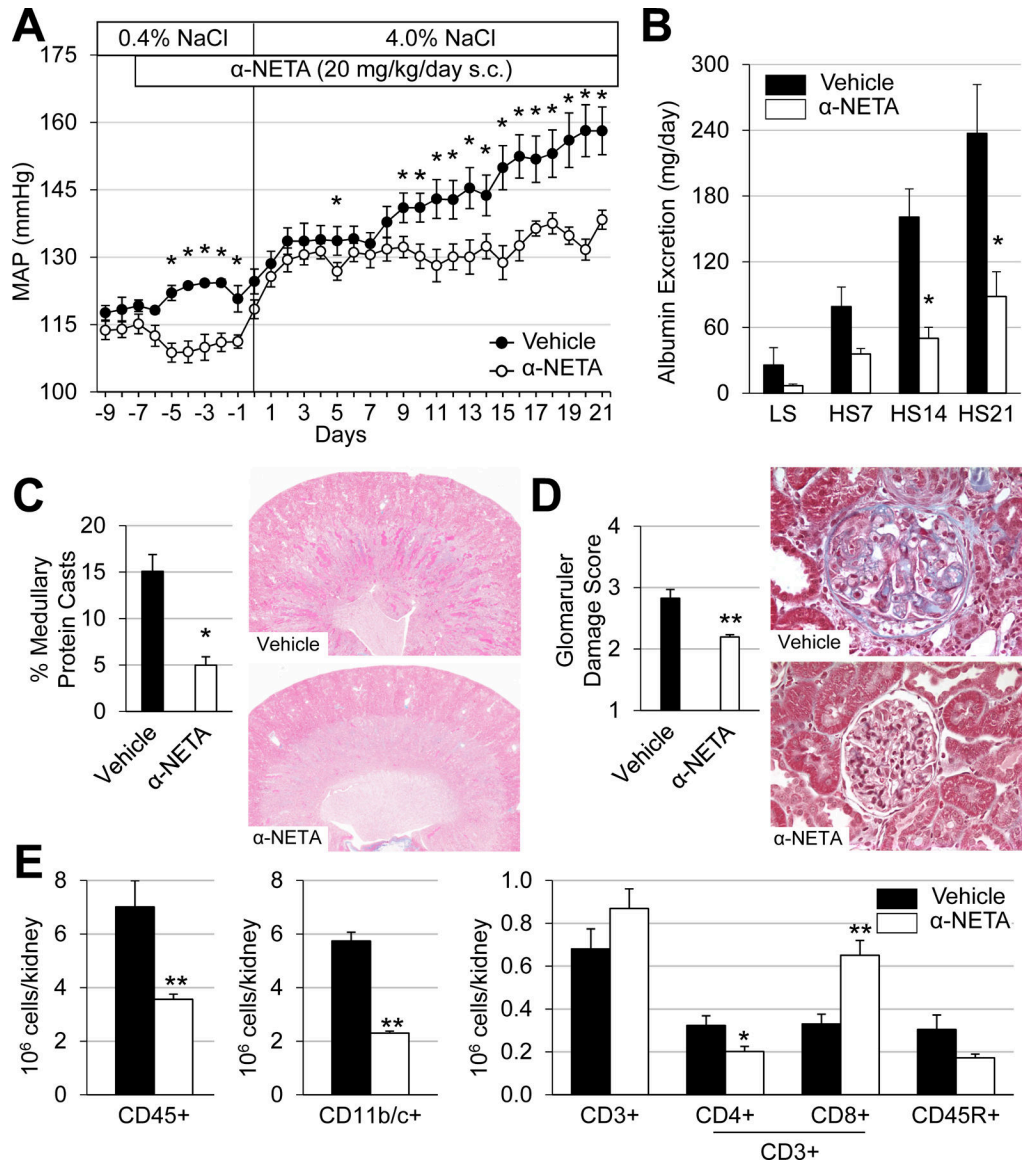 A
0.4% NaCl
4.0% NaCl
α-NETA (20 mg/kg/day s.c.)
175
160
145
130
115
100
MAP (mmHg)
* * * * * * * * * * * * * * * * * * *
Vehicle
α-NETA
-9 -7 -5 -3 -1 1 3 5 7 9 11 13 15 17 19 21
Days
B
300
240
180
120
60
0
Albumin Excretion (mg/day)
Vehicle
α-NETA
*
*
LS HS7 HS14 HS21
C
20
15
10
5
0
% Medullary
Protein Casts
*
Vehicle
α-NETA
Vehicle
α-NETA
D
4
3
2
1
Glomaruler
Damage Score
**
Vehicle
α-NETA
Vehicle
α-NETA
E
8
6
4
2
0
10⁶ cells/kidney
**
CD45+
8
6
4
2
0
10⁶ cells/kidney
**
CD11b/c+
1.0
0.8
0.6
0.4
0.2
0.0
10⁶ cells/kidney
Vehicle
α-NETA
*
**
CD3+ CD4+ CD8+ CD45R+
CD3+